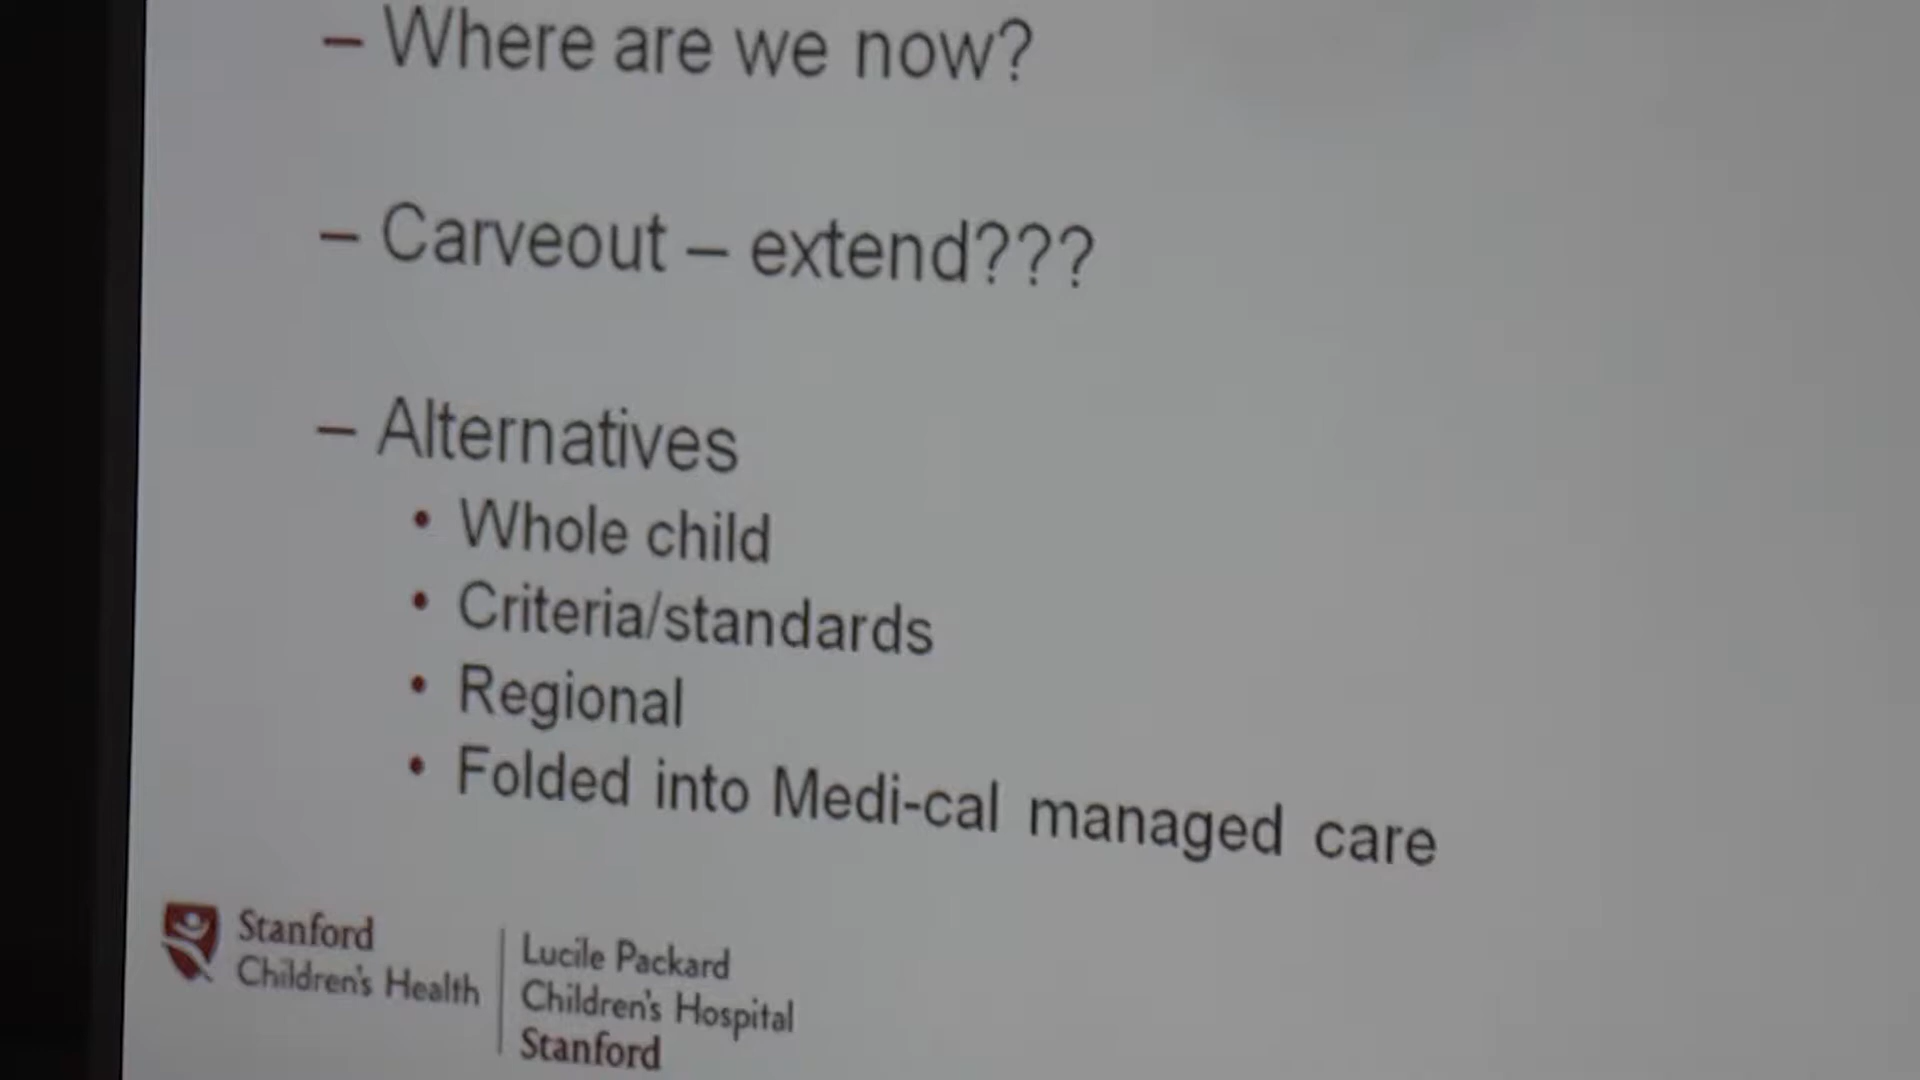 – Where are we now?
– Carveout – extend???
– Alternatives
• Whole child
• Criteria/standards
• Regional
• Folded into Medi-cal managed care
Stanford
Children's Health
Lucile Packard
Children's Hospital
Stanford